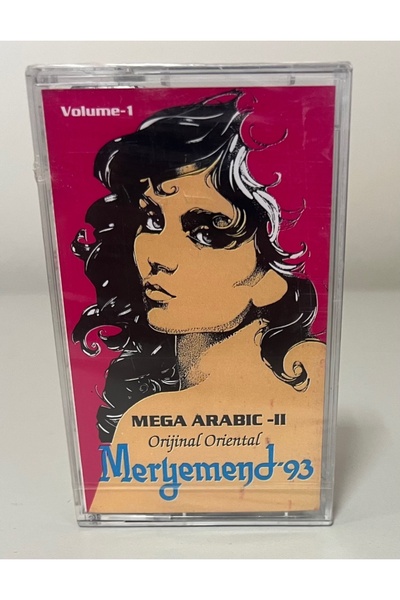 Volume-1
MEGA ARABIC -II
Orijinal Oriental
Meryemend-93